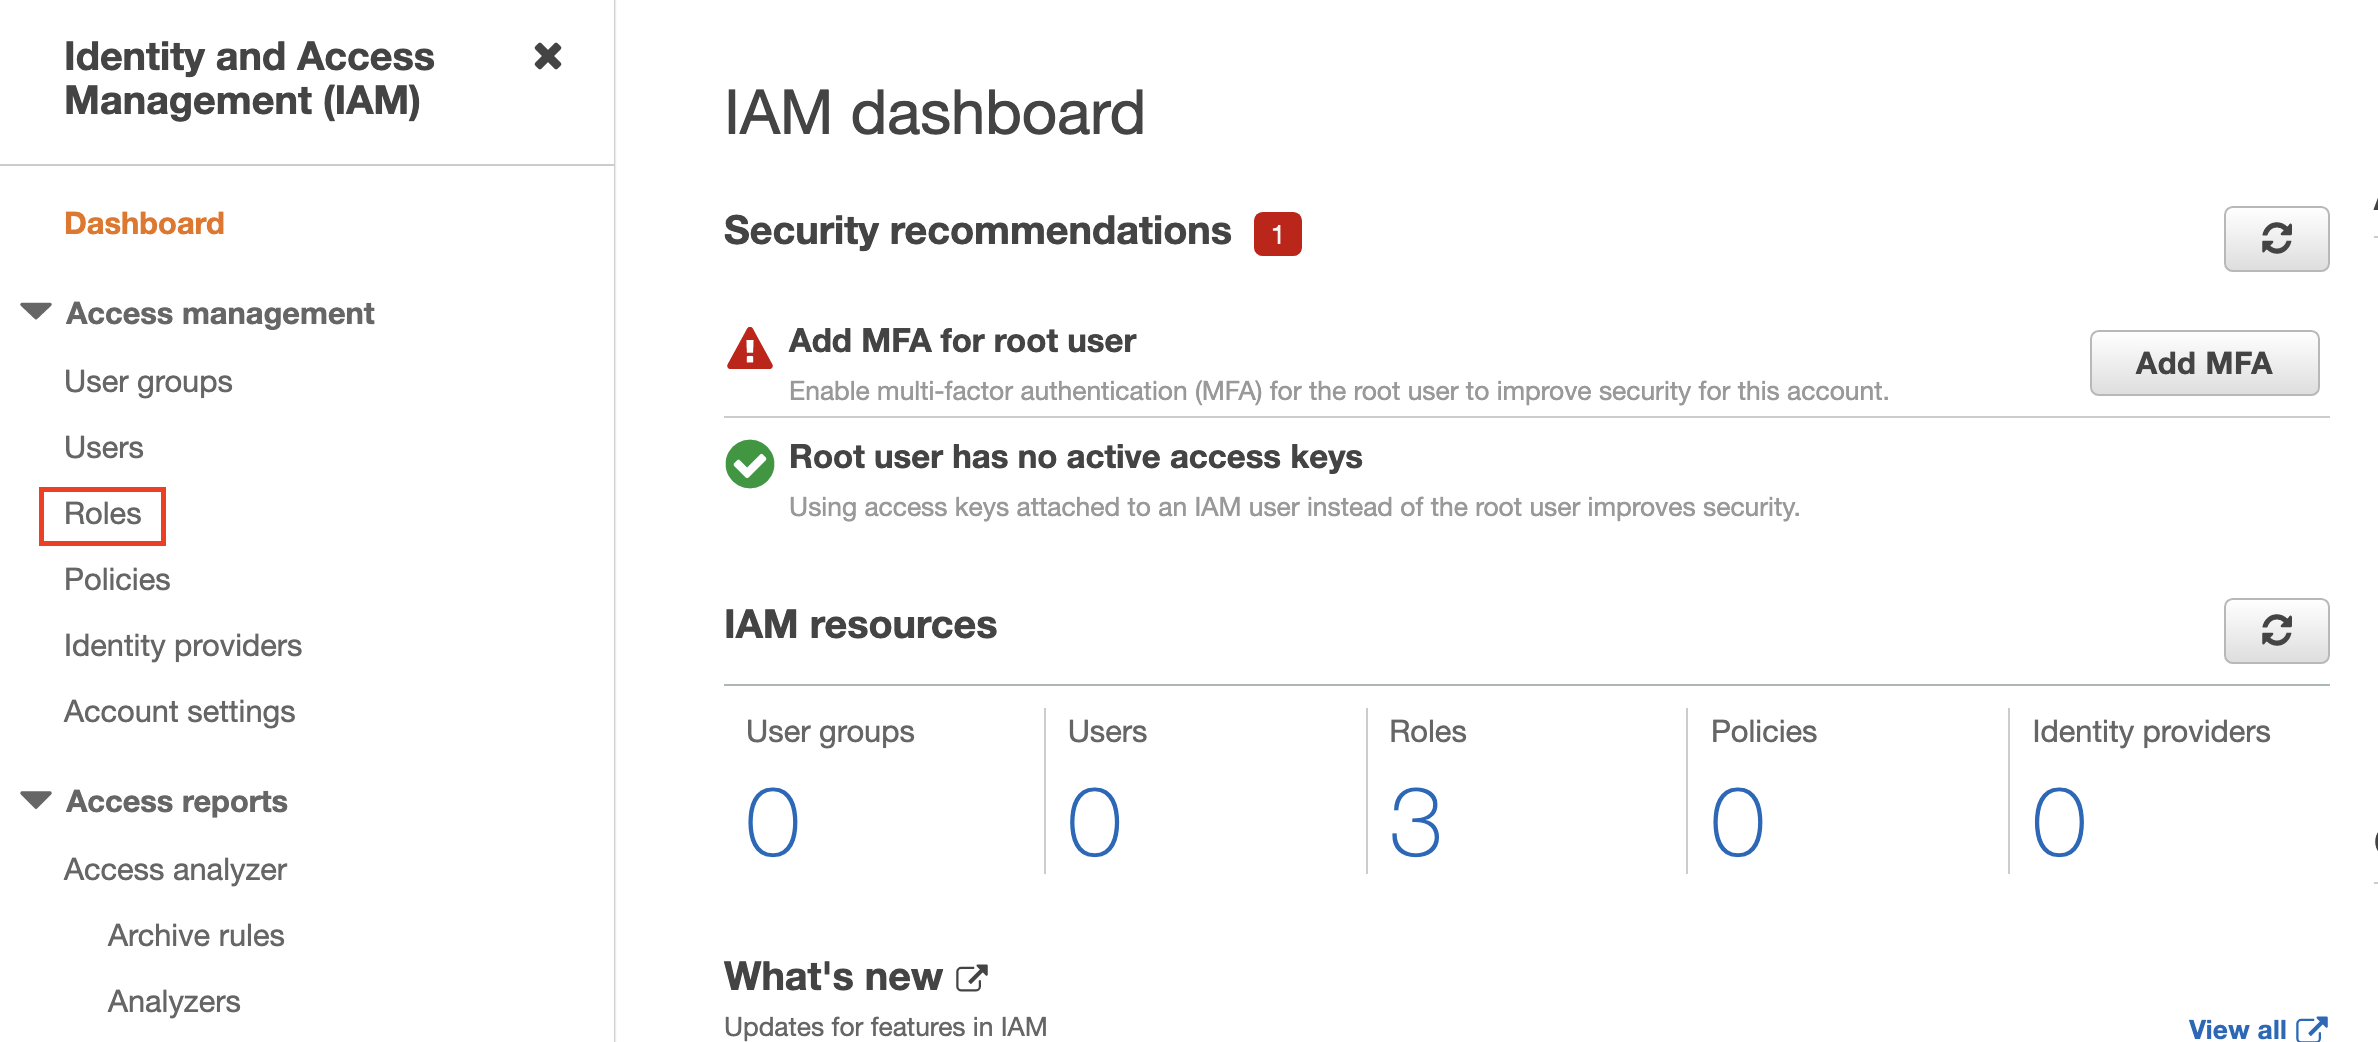 Identity and Access
Management (IAM)
Dashboard
Access management
User groups
Users
Roles
Policies
Identity providers
Account settings
Access reports
Access analyzer
Archive rules
Analyzers
IAM dashboard
Security recommendations 1
Add MFA for root user
Enable multi-factor authentication (MFA) for the root user to improve security for this account.
Add MFA
Root user has no active access keys
Using access keys attached to an IAM user instead of the root user improves security.
IAM resources
User groups
0
Users
0
Roles
3
Policies
0
Identity providers
0
What's new
Updates for features in IAM
View all